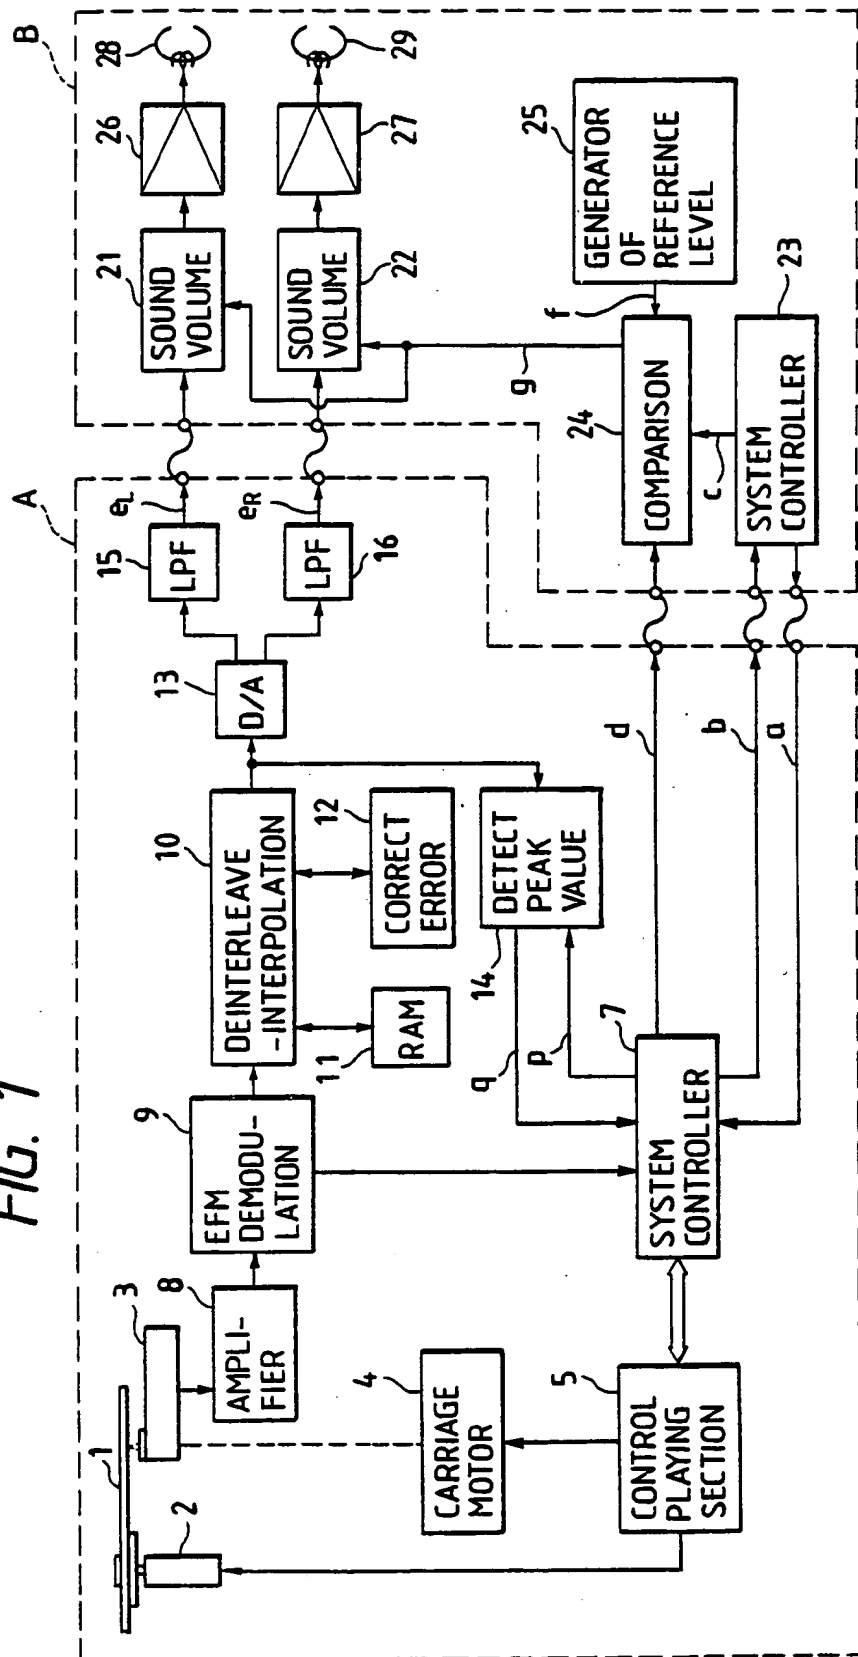 FIG. 1
A
B
1
2
3
4
CARRIAGE
MOTOR
5
CONTROL
PLAYING
SECTION
8
AMPLI-
FIER
9
EFM
DEMODU-
LATION
10
DEINTERLEAVE
-INTERPOLATION
11
RAM
12
CORRECT
ERROR
13
D/A
14
DETECT
PEAK
VALUE
q
p
7
SYSTEM
CONTROLLER
15
LPF
eL
16
LPF
eR
d
b
a
21
SOUND
VOLUME
22
SOUND
VOLUME
26
27
28
29
g
24
COMPARISON
f
25
GENERATOR
OF
REFERENCE
LEVEL
c
23
SYSTEM
CONTROLLER